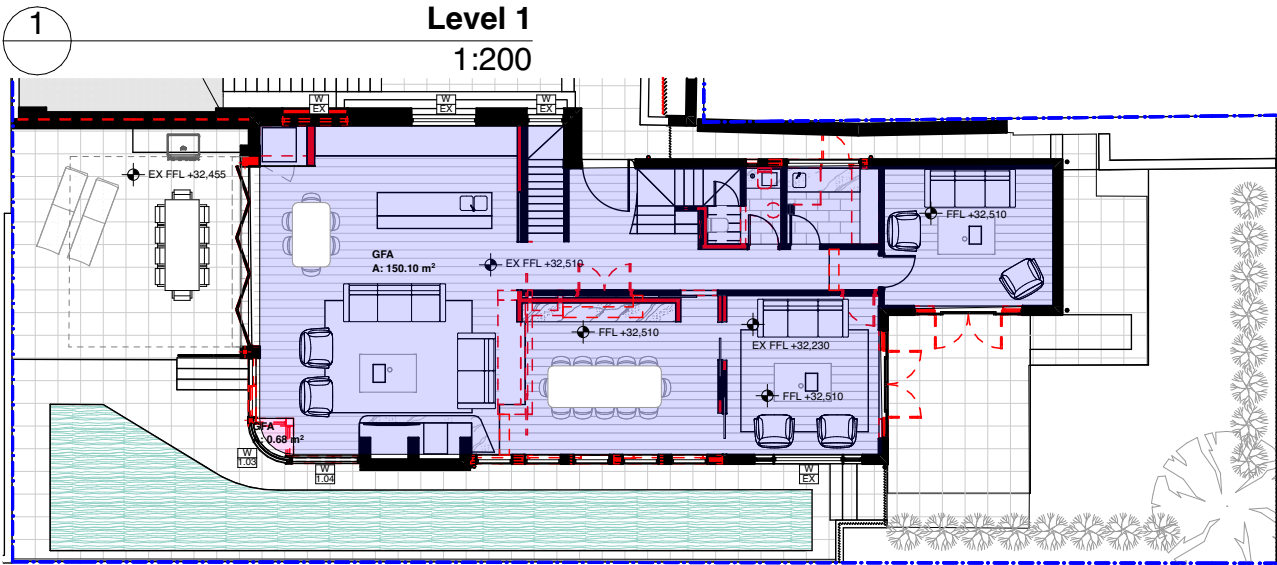 1
Level 1
1:200
W
EX
W
EX
W
EX
EX FFL +32,455
FFL +32,510
GFA
A: 150.10 m²
EX FFL +32,510
FFL +32,510
EX FFL +32,230
FFL +32,510
GFA
A: 0.68 m²
W
1.03
W
1.04
W
EX